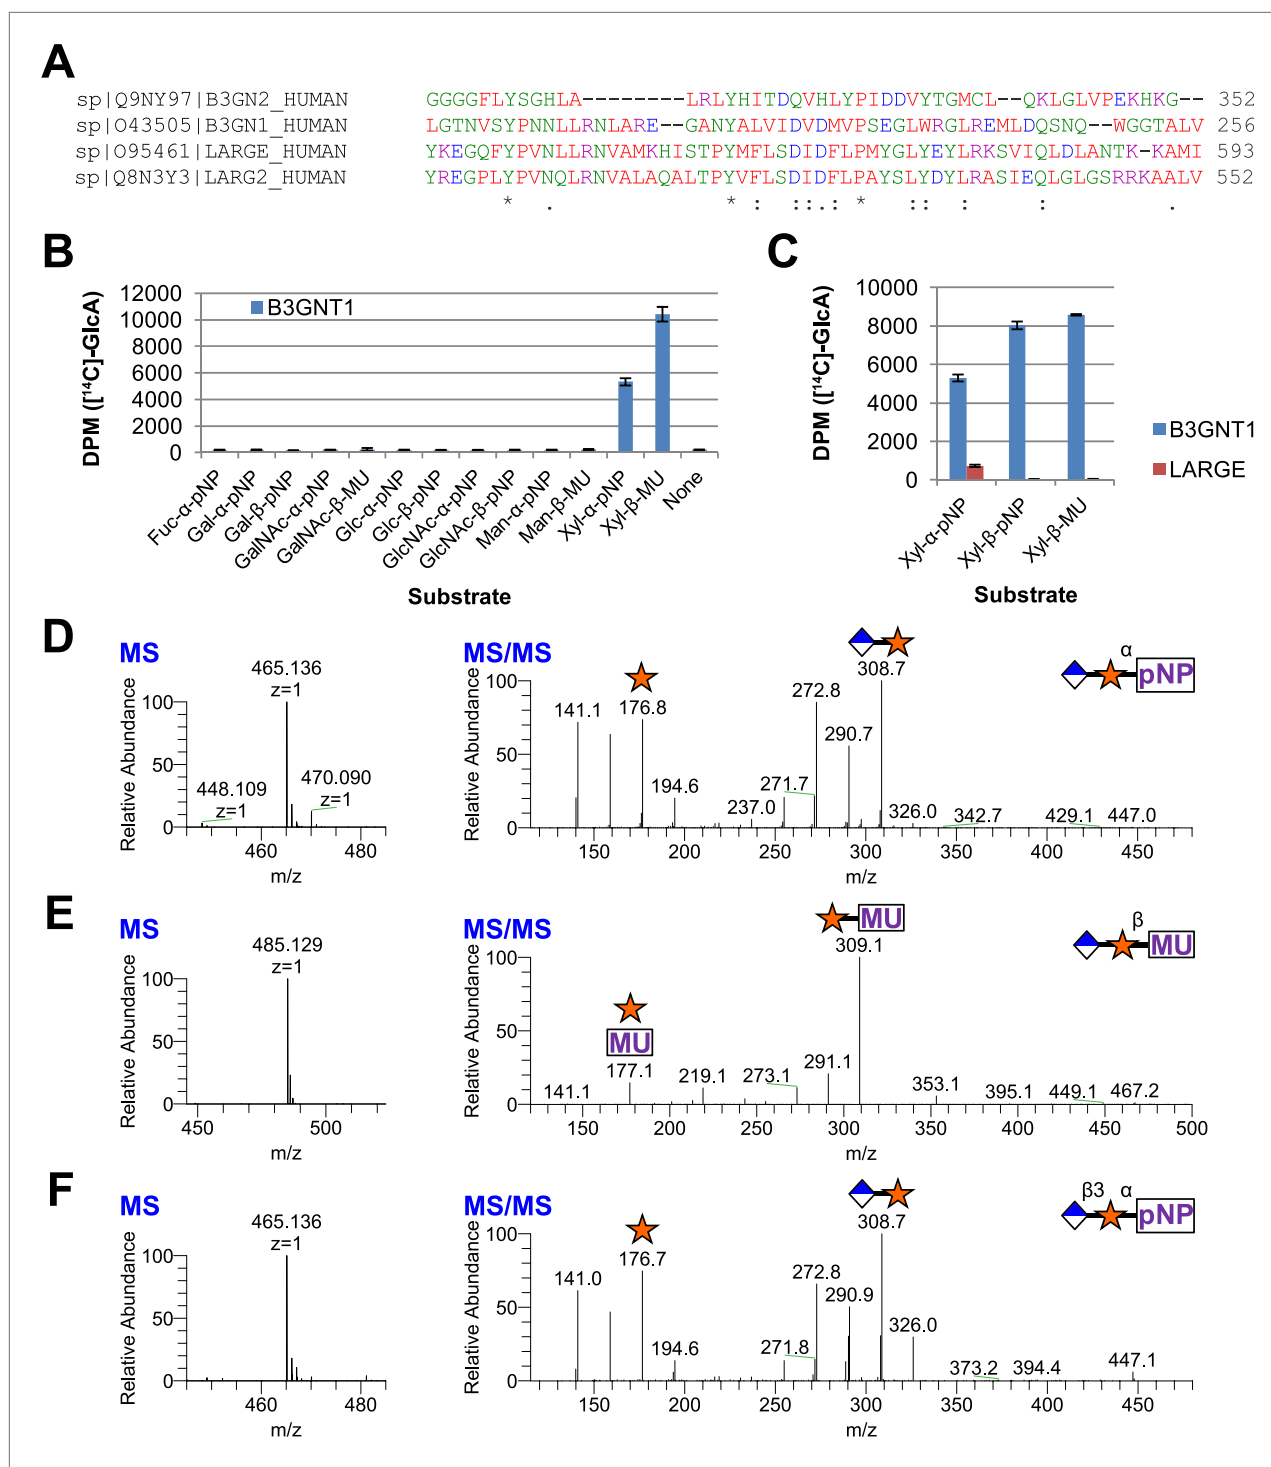 A
sp|Q9NY97|B3GN2_HUMAN GGGGFLYSGHLA--------LRLYHITDQVHLYPIDDVYTGMCL--QKLGLVPEKHKG-- 352
sp|O43505|B3GN1_HUMAN LGTNVSYPNNLLRNLARE--GANYALVIDVDMVPSEGLWRGLREMLDQSNQ--WGGTALV 256
sp|O95461|LARGE_HUMAN YKEGQFYPVNLLRNVAMKHISTPYMFLSDIDFLPMYGLYEYLRKSVIQLDLANTK-KAMI 593
sp|Q8N3Y3|LARG2_HUMAN YREGPLYPVNQLRNVALAQALTPYVFLSDIDFLPAYSLYDYLRASIEQLGLGSRRKAALV 552
* . * : ::.: * :: : : .
B
DPM ([¹⁴C]-GlcA)
12000
10000
8000
6000
4000
2000
0
B3GNT1
Fuc-α-pNP
Gal-α-pNP
Gal-β-pNP
GalNAc-α-pNP
GalNAc-β-MU
Glc-α-pNP
Glc-β-pNP
GlcNAc-α-pNP
GlcNAc-β-pNP
Man-α-pNP
Man-β-MU
Xyl-α-pNP
Xyl-β-MU
None
Substrate
C
DPM ([¹⁴C]-GlcA)
10000
8000
6000
4000
2000
0
B3GNT1
LARGE
Xyl-α-pNP
Xyl-β-pNP
Xyl-β-MU
Substrate
D
MS
Relative Abundance
100
50
0
465.136
z=1
448.109
z=1
470.090
z=1
460 480
m/z
MS/MS
Relative Abundance
100
50
0
141.1
176.8
194.6
237.0
271.7
272.8
290.7
308.7
326.0
342.7
429.1
447.0
α
pNP
150 200 250 300 350 400 450
m/z
E
MS
Relative Abundance
100
50
0
485.129
z=1
450 500
m/z
MS/MS
Relative Abundance
100
50
0
MU
141.1
177.1
219.1
273.1
291.1
MU
309.1
353.1
395.1
449.1
467.2
β
MU
150 200 250 300 350 400 450 500
m/z
F
MS
Relative Abundance
100
50
0
465.136
z=1
460 480
m/z
MS/MS
Relative Abundance
100
50
0
141.0
176.7
194.6
271.8
272.8
290.9
308.7
326.0
373.2
394.4
447.1
β3 α
pNP
150 200 250 300 350 400 450
m/z